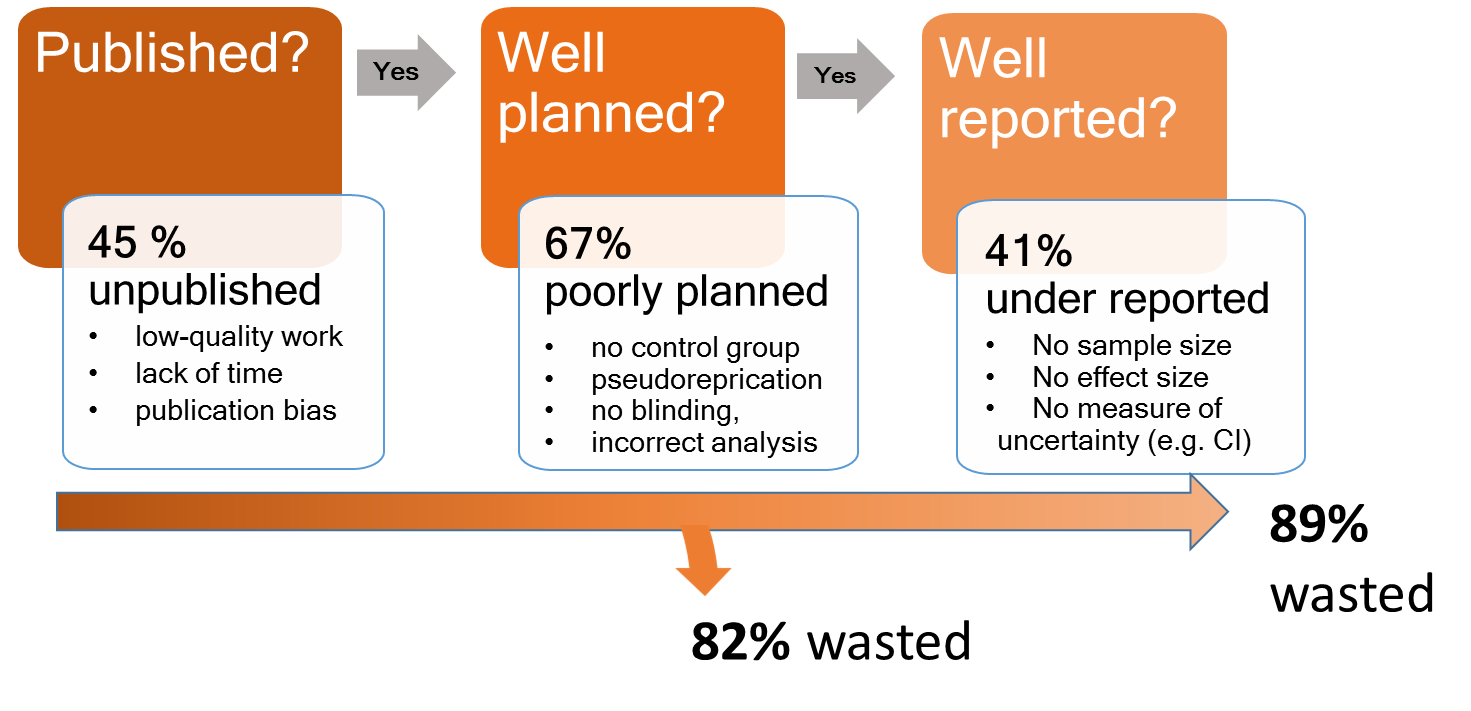 Published?
Yes
Well
planned?
Yes
Well
reported?
45 %
unpublished
• low-quality work
• lack of time
• publication bias
67%
poorly planned
• no control group
• pseudoreprication
• no blinding,
• incorrect analysis
41%
under reported
• No sample size
• No effect size
• No measure of
uncertainty (e.g. CI)
89%
wasted
82% wasted